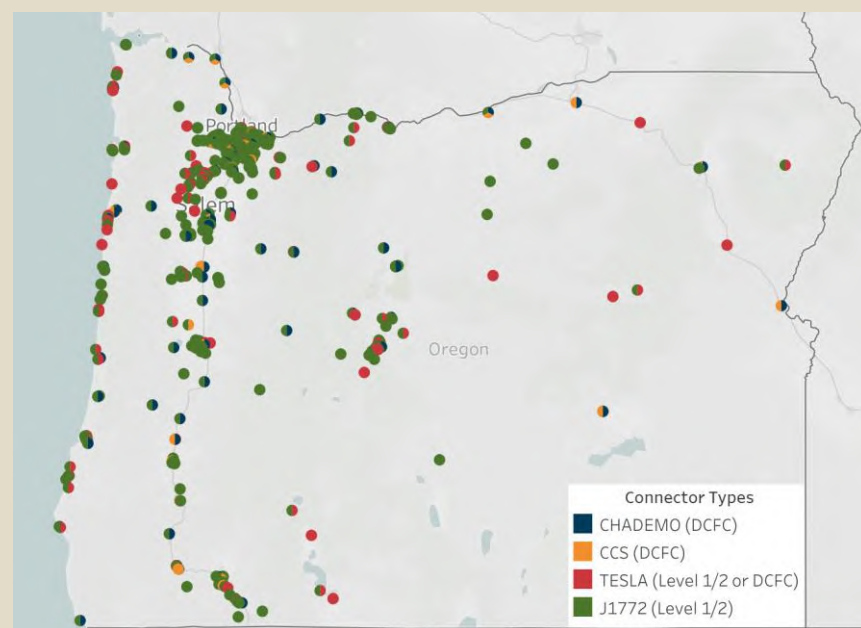 Portland
Salem
Oregon
Connector Types
CHADEMO (DCFC)
CCS (DCFC)
TESLA (Level 1/2 or DCFC)
J1772 (Level 1/2)